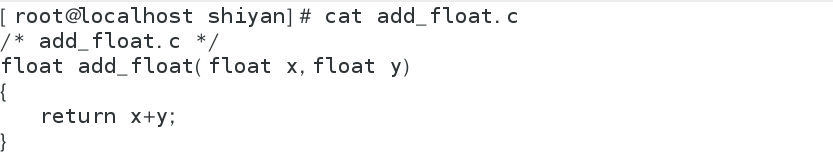 [root@localhost shiyan]# cat add_float.c
/* add_float.c */
float add_float(float x,float y)
{
    return x+y;
}